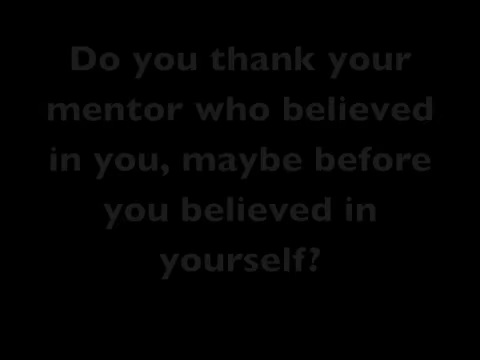 Do you thank your
mentor who believed
in you, maybe before
you believed in
yourself?